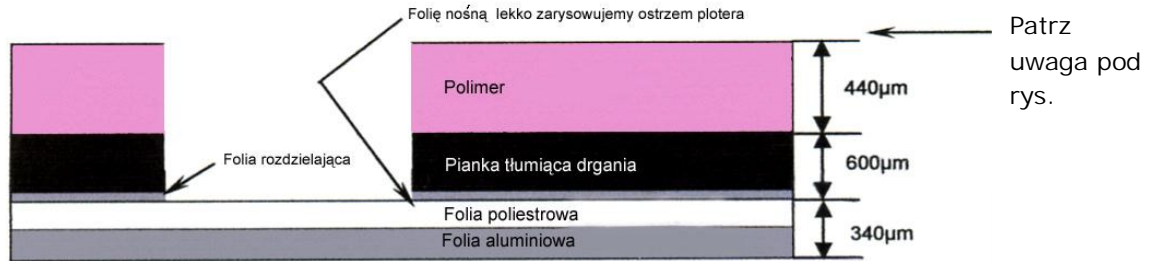 Folię nośną lekko zarysowujemy ostrzem plotera
Patrz
uwaga pod
rys.
Polimer
440µm
Folia rozdzielająca
Pianka tłumiąca drgania
600µm
Folia poliestrowa
Folia aluminiowa
340µm